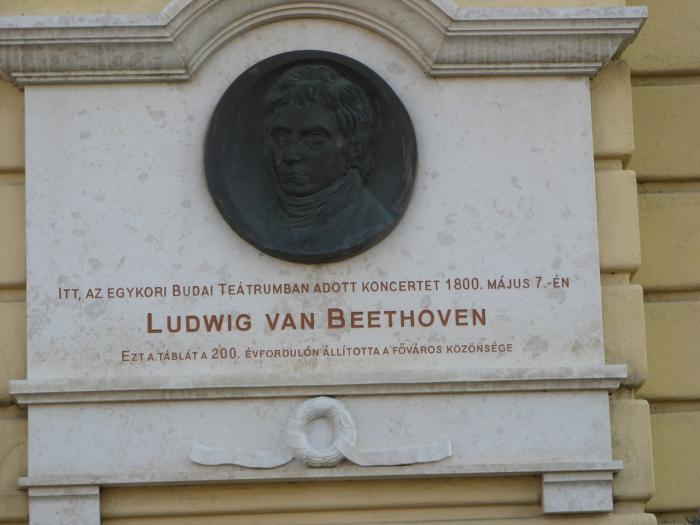 Itt, az egykori Budai Teátrumban adott koncertet 1800. május 7.-én
Ludwig van Beethoven
Ezt a táblát a 200. évfordulón állította a főváros közönsége